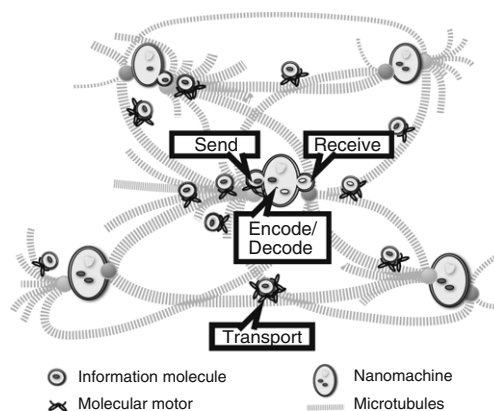 Send
Receive
Encode/
Decode
Transport
Information molecule
Nanomachine
Molecular motor
Microtubules